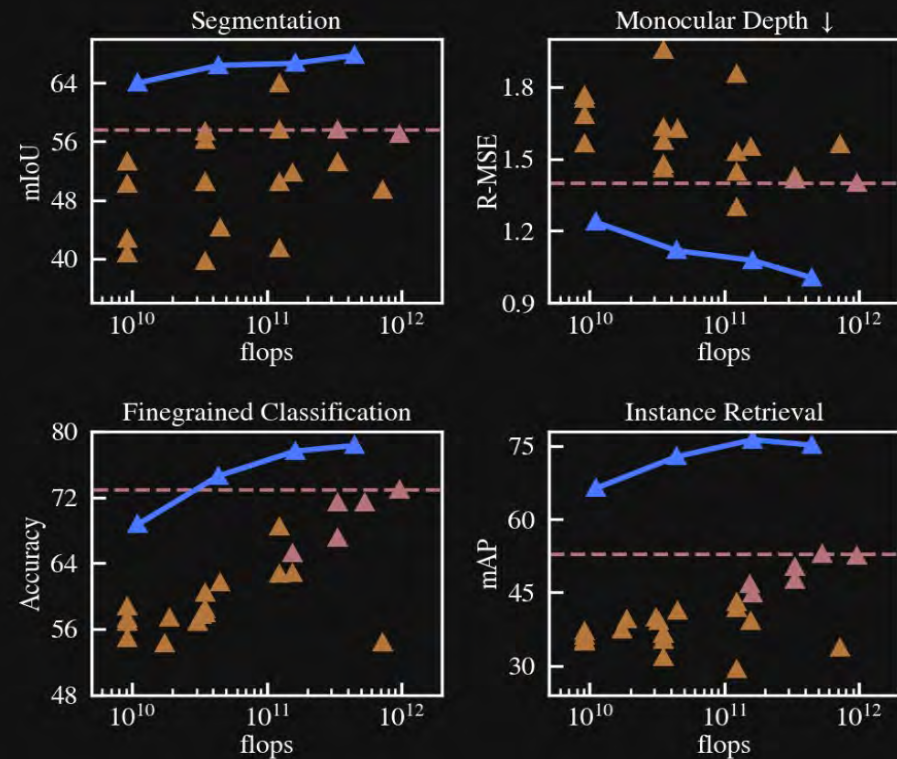 Segmentation
mIoU
64
56
48
40
10^10 10^11 10^12
flops
Monocular Depth ↓
R-MSE
1.8
1.5
1.2
0.9
10^10 10^11 10^12
flops
Finegrained Classification
Accuracy
80
72
64
56
48
10^10 10^11 10^12
flops
Instance Retrieval
mAP
75
60
45
30
10^10 10^11 10^12
flops